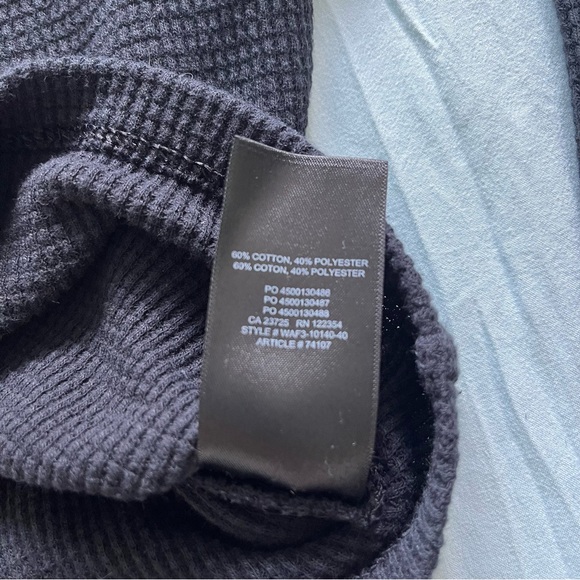 60% COTTON, 40% POLYESTER
60% COTON, 40% POLYESTER
PO 4500130486
PO 4500130487
PO 4500130488
CA 23725 RN 122354
STYLE # WAF3-10140-40
ARTICLE # 74107